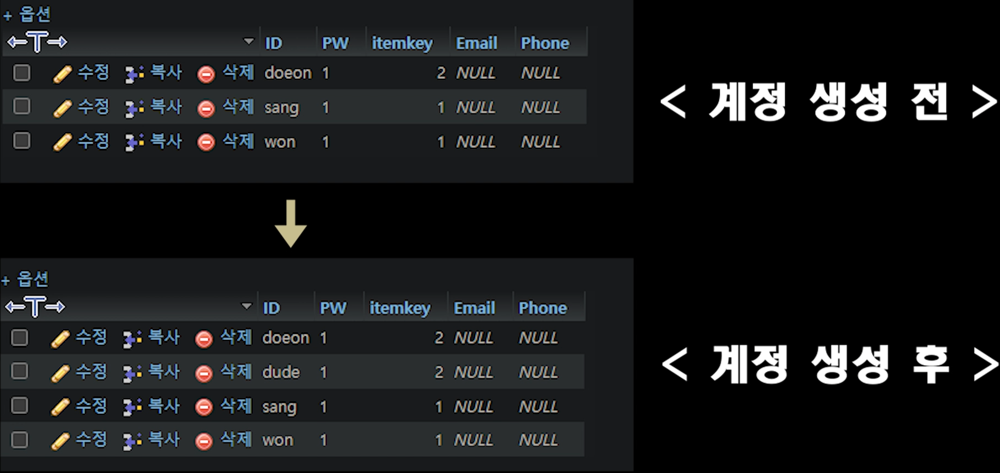 + 옵션
←T→ ID PW itemkey Email Phone
수정 복사 삭제 doeon 1 2 NULL NULL
수정 복사 삭제 sang 1 1 NULL NULL
수정 복사 삭제 won 1 1 NULL NULL
< 계정 생성 전 >
+ 옵션
←T→ ID PW itemkey Email Phone
수정 복사 삭제 doeon 1 2 NULL NULL
수정 복사 삭제 dude 1 2 NULL NULL
수정 복사 삭제 sang 1 1 NULL NULL
수정 복사 삭제 won 1 1 NULL NULL
< 계정 생성 후 >